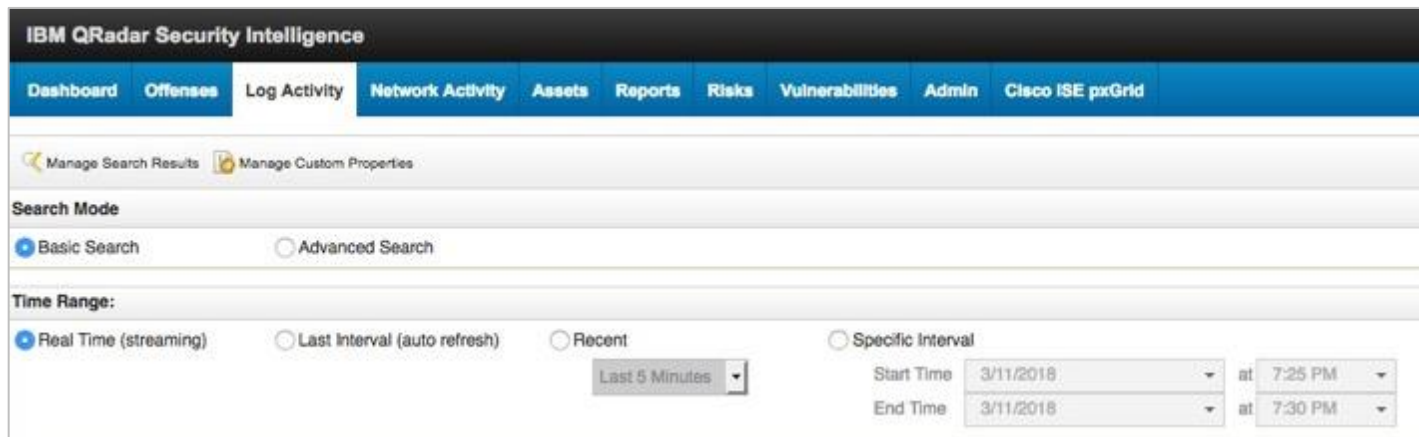 IBM QRadar Security Intelligence
Dashboard Offenses Log Activity Network Activity Assets Reports Risks Vulnerabilities Admin Cisco ISE pxGrid
Manage Search Results Manage Custom Properties
Search Mode
Basic Search Advanced Search
Time Range:
Real Time (streaming) Last Interval (auto refresh) Recent Specific Interval
Last 5 Minutes Start Time 3/11/2018 at 7:25 PM
End Time 3/11/2018 at 7:30 PM